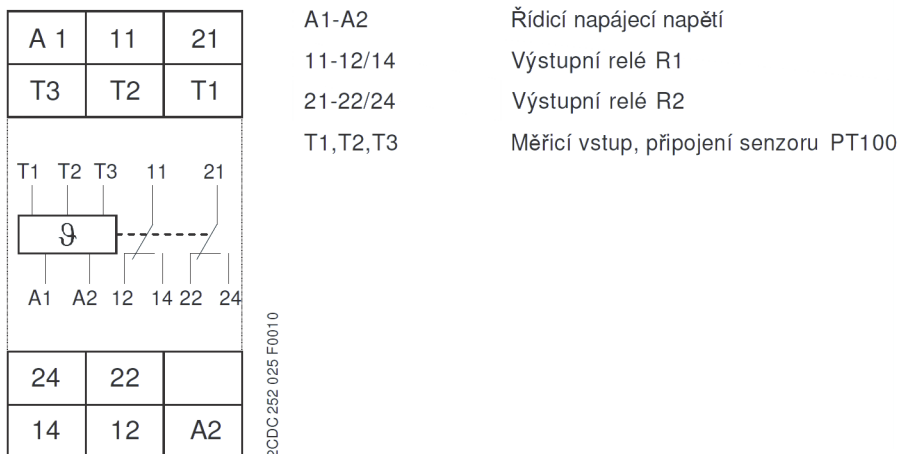 A 1 11 21
T3 T2 T1
T1 T2 T3 11 21
ϑ
A1 A2 12 14 22 24
24 22
14 12 A2
2CDC 252 025 F0010
A1-A2 Řídicí napájecí napětí
11-12/14 Výstupní relé R1
21-22/24 Výstupní relé R2
T1,T2,T3 Měřicí vstup, připojení senzoru PT100